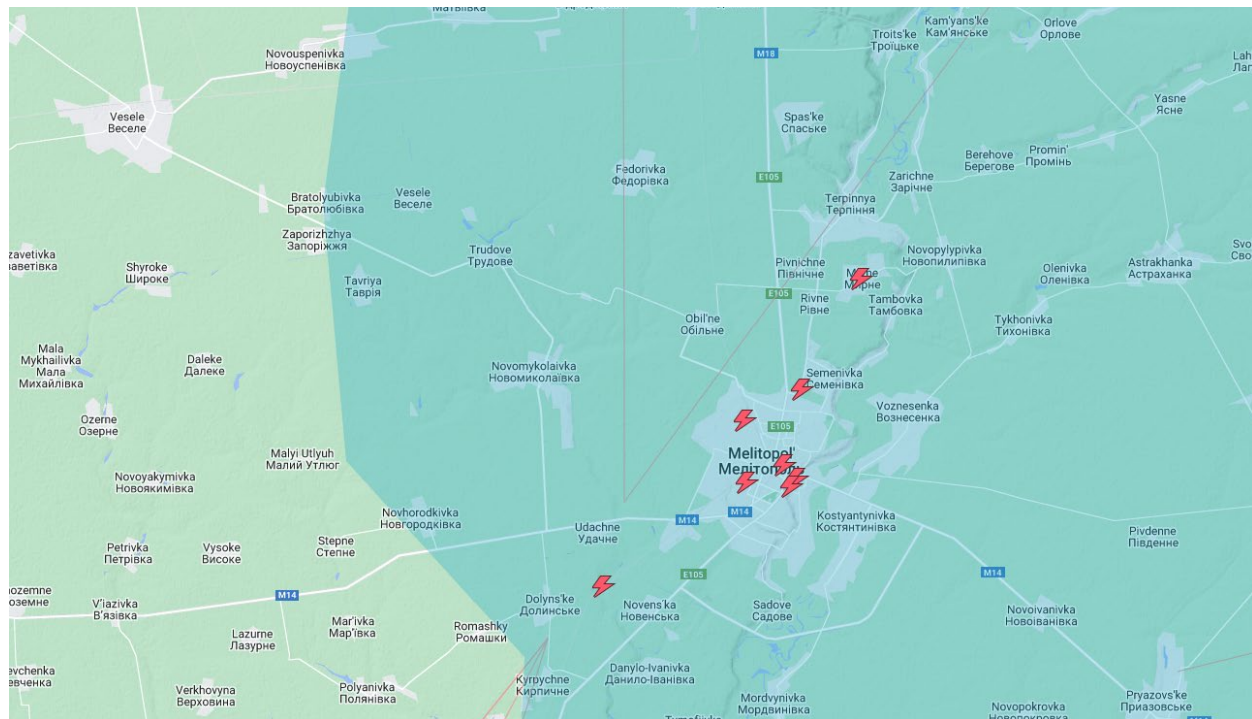 Матвіївка
Kam'yans'ke
Кам'янське
Orlove
Орлове
Troits'ke
Троїцьке
Novouspenivka
Новоуспенівка
M18
Yasne
Ясне
Vesele
Веселе
Spas'ke
Спаське
Berehove
Берегове
Promin'
Промінь
Fedorivka
Федорівка
E105
Zarichne
Зарічне
Bratolyubivka
Братолюбівка
Vesele
Веселе
Terpinnya
Терпіння
Zaporizhzhya
Запоріжжя
Trudove
Трудове
Novopylypivka
Новопилипівка
Shyroke
Широке
Pivnichne
Північне
Astrakhanka
Астраханка
Olenivka
Оленівка
Tavriya
Таврія
Мирне
E105
Rivne
Рівне
Tambovka
Тамбовка
Obil'ne
Обільне
Tykhonivka
Тихонівка
Mala
Mykhailivka
Мала
Михайлівка
Daleke
Далеке
Novomykolaivka
Новомиколаївка
Semenivka
Семенівка
Ozerne
Озерне
Voznesenka
Вознесенка
E105
Malyi Utlyuh
Малий Утлюг
Melitopol'
Novoyakymivka
Новоякимівка
Novhorodkivka
Новгородківка
M14
M14
Kostyantynivka
Костянтинівка
Udachne
Удачне
Pivdenne
Південне
Petrivka
Петрівка
Vysoke
Високе
Stepne
Степне
E105
M14
M14
V'iazivka
В'язівка
Dolyns'ke
Долинське
Novens'ka
Новенська
Sadove
Садове
Novoivanivka
Новоіванівка
Mar'ivka
Мар'ївка
Lazurne
Лазурне
Romashky
Ромашки
Danylo-Ivanivka
Данило-Іванівка
Kyrpychne
Кирпичне
Verkhovyna
Верховина
Polyanivka
Полянівка
Mordvynivka
Мордвинівка
Pryazovs'ke
Приазовське
Novopokrovka